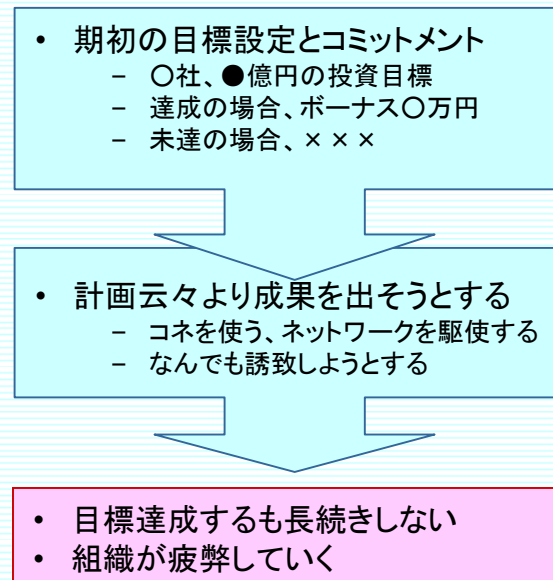 • 期初の目標設定とコミットメント
– 〇社、●億円の投資目標
– 達成の場合、ボーナス〇万円
– 未達の場合、×××
• 計画云々より成果を出そうとする
– コネを使う、ネットワークを駆使する
– なんでも誘致しようとする
• 目標達成するも長続きしない
• 組織が疲弊していく